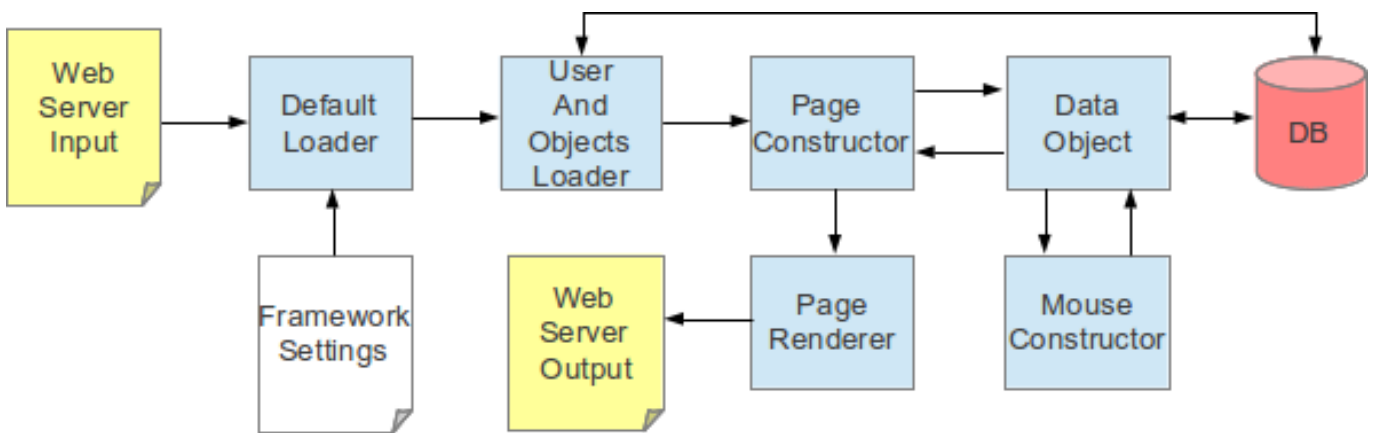 Web
Server
Input
Default
Loader
User
And
Objects
Loader
Page
Constructor
Data
Object
DB
Framework
Settings
Web
Server
Output
Page
Renderer
Mouse
Constructor